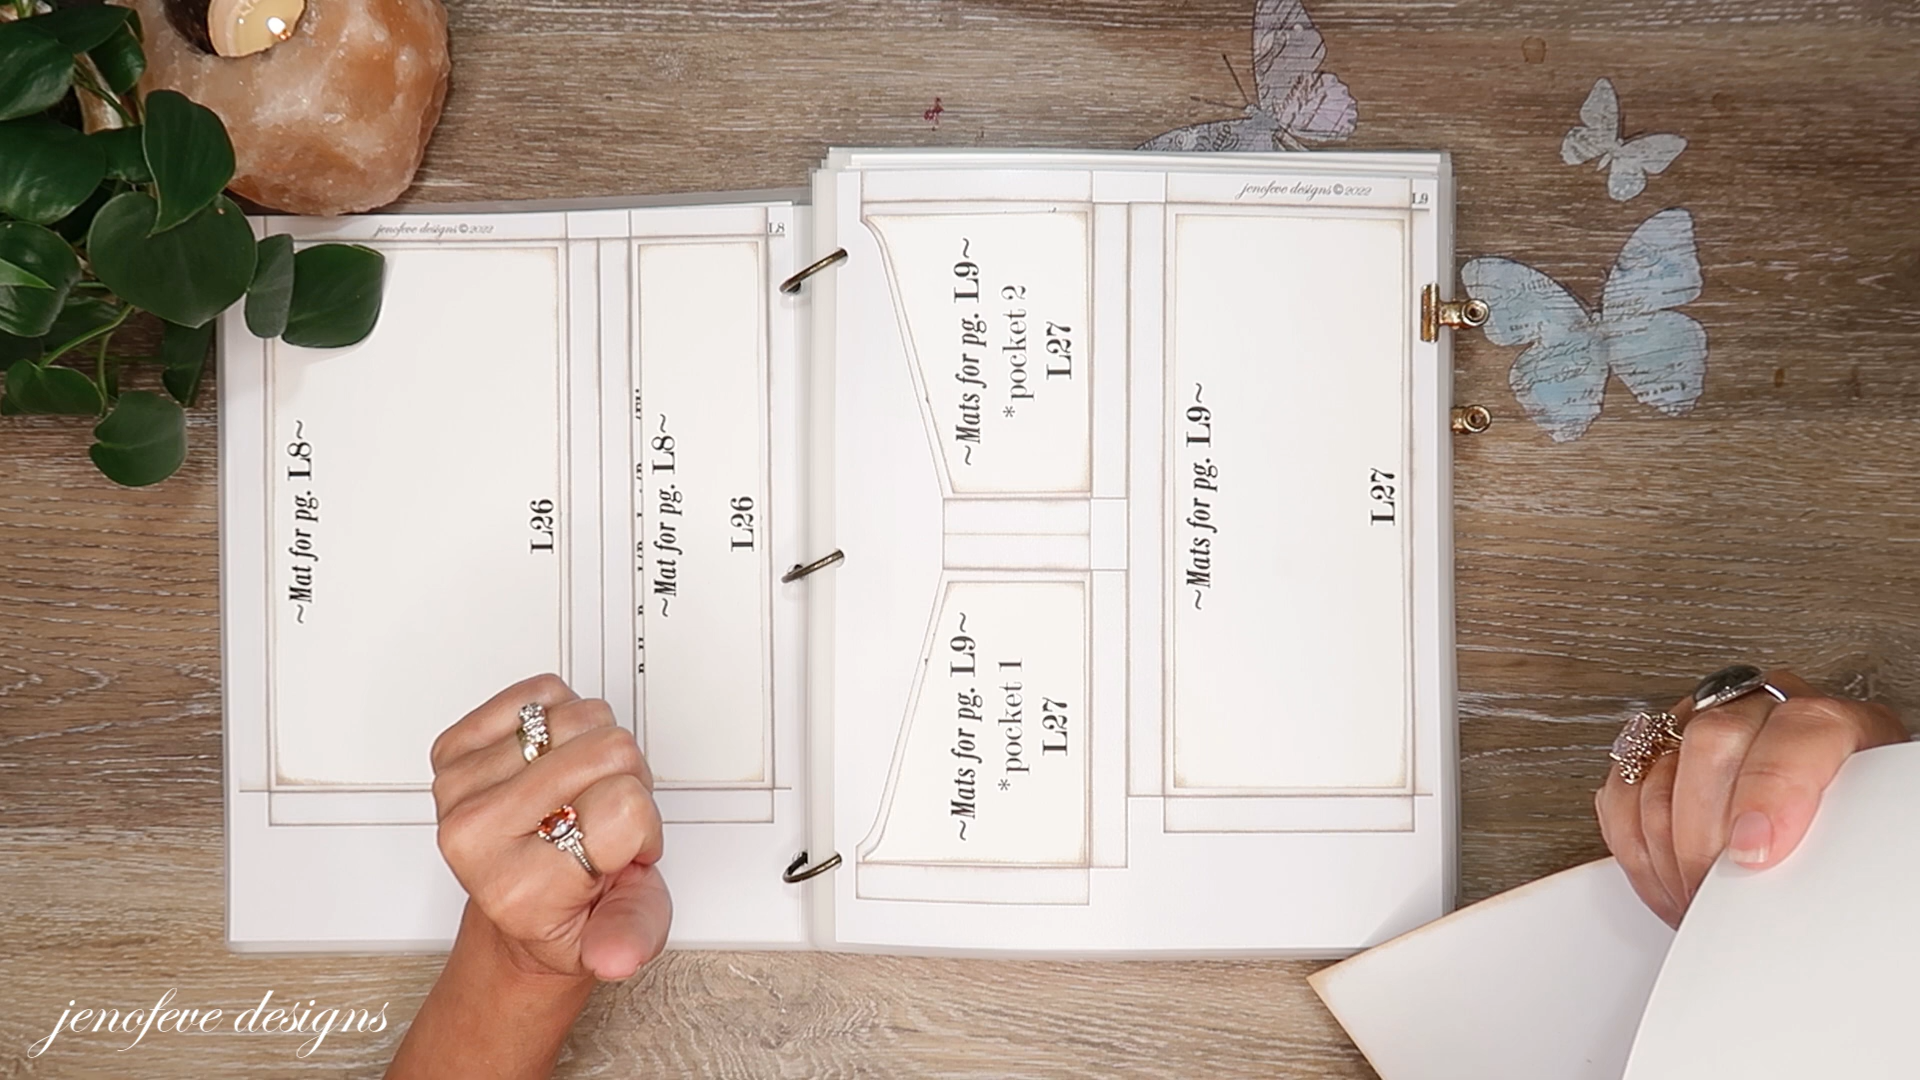 jenofeve designs©2022
L8
~Mat for pg. L8~
L26
~Mat for pg. L8~
L26
jenofeve designs©2022
L9
~Mats for pg. L9~
*pocket 2
L27
~Mats for pg. L9~
*pocket 1
L27
~Mats for pg. L9~
L27
jenofeve designs